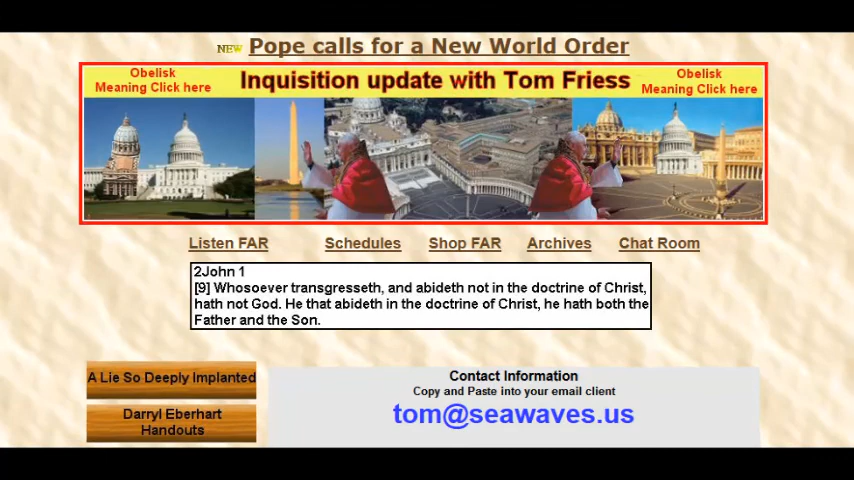 NEW Pope calls for a New World Order
Obelisk
Meaning Click here
Inquisition update with Tom Friess
Obelisk
Meaning Click here
Listen FAR Schedules Shop FAR Archives Chat Room
2John 1
[9] Whosoever transgresseth, and abideth not in the doctrine of Christ,
hath not God. He that abideth in the doctrine of Christ, he hath both the
Father and the Son.
A Lie So Deeply Implanted
Darryl Eberhart
Handouts
Contact Information
Copy and Paste into your email client
tom@seawaves.us